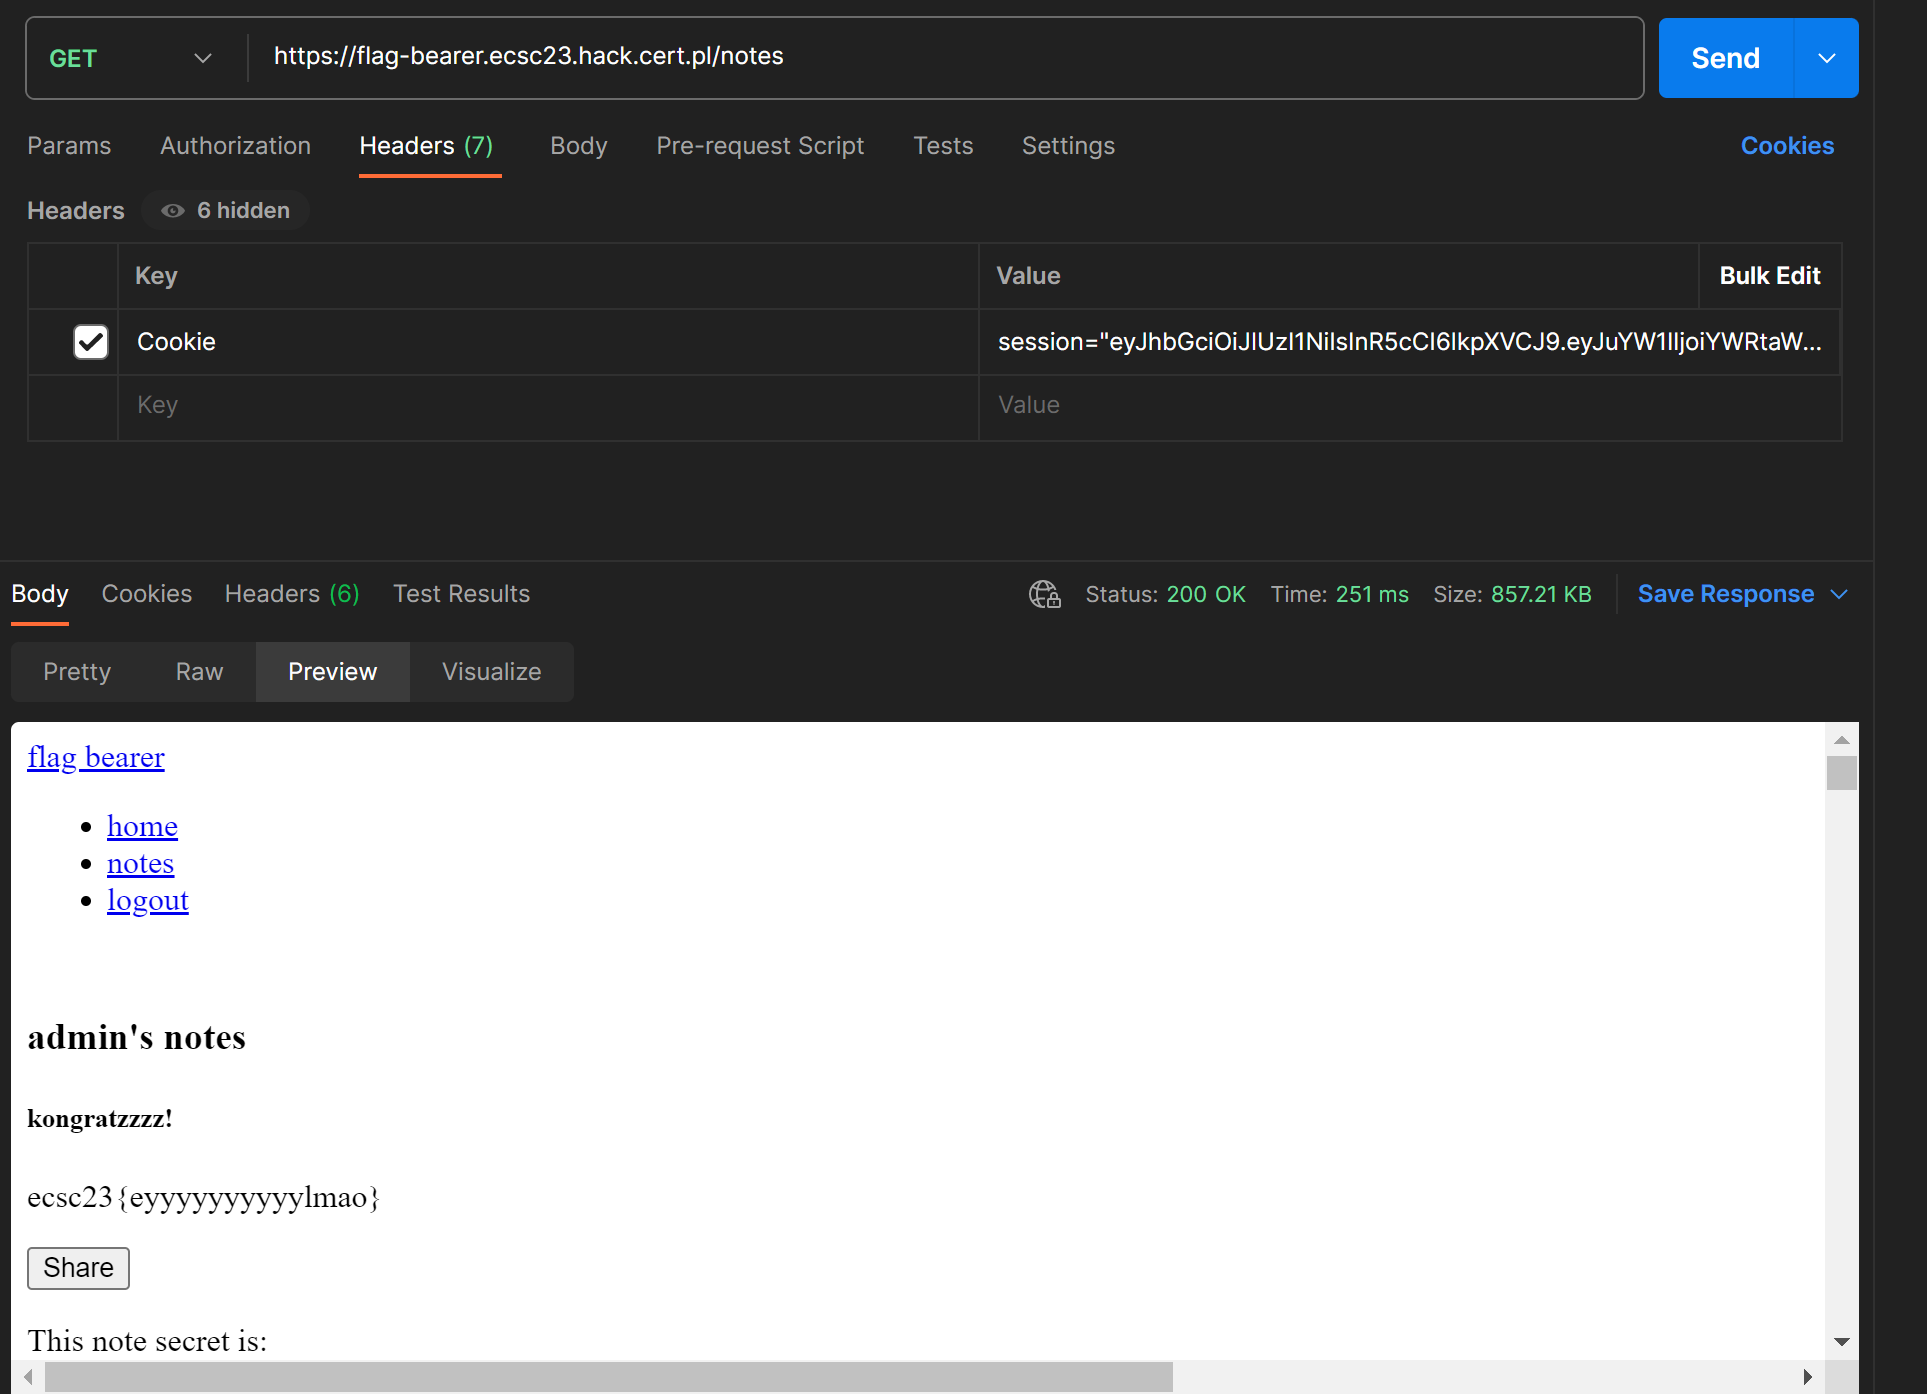 GET https://flag-bearer.ecsc23.hack.cert.pl/notes Send
Params Authorization Headers (7) Body Pre-request Script Tests Settings Cookies
Headers 6 hidden
Key Value Bulk Edit
Cookie session="eyJhbGciOiJIUzI1NiIsInR5cCI6IkpXVCJ9.eyJuYW1lIjoiYWRtaW...
Key Value
Body Cookies Headers (6) Test Results Status: 200 OK Time: 251 ms Size: 857.21 KB Save Response
Pretty Raw Preview Visualize
flag bearer
home
notes
logout
admin's notes
kongratzzzz!
ecsc23{eyyyyyyyyyylmao}
Share
This note secret is: